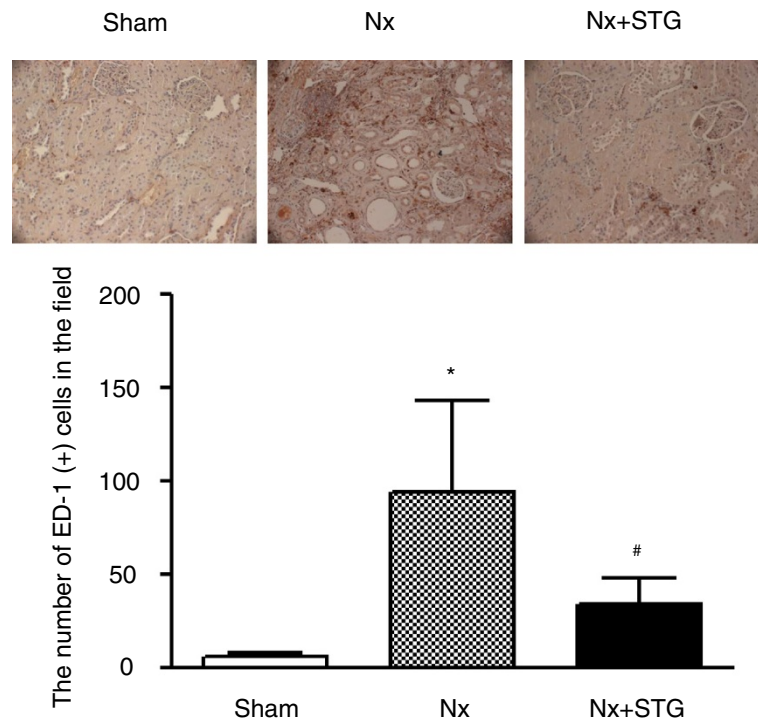 Sham Nx Nx+STG
The number of ED-1 (+) cells in the field
200
150
100
50
0
*
#
Sham Nx Nx+STG